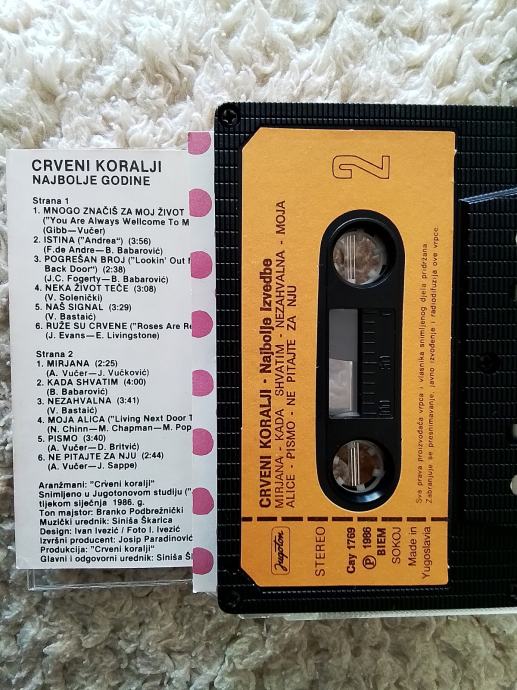 CRVENI KORALJI
NAJBOLJE GODINE
Strana 1
1. MNOGO ZNAČIŠ ZA MOJ ŽIVOT
("You Are Always Wellcome To M
(Gibb—Vučer)
2. ISTINA ("Andrea") (3:56)
(F.de Andre—B. Babarović)
3. POGREŠAN BROJ ("Lookin' Out
Back Door") (2:38)
(J.C. Fogerty—B. Babarović)
4. NEKA ŽIVOT TEČE (3:08)
(V. Solenički)
5. NAŠ SIGNAL (3:29)
(V. Bastaić)
6. RUŽE SU CRVENE ("Roses Are Re
(J. Evans—E. Livingstone)
Strana 2
1. MIRJANA (2:25)
(A. Vučer—J. Vučković)
2. KADA SHVATIM (4:00)
(B. Babarović)
3. NEZAHVALNA (3:41)
(V. Bastaić)
4. MOJA ALICA ("Living Next Door T
(N. Chinn—M. Chapman—M. Pop
5. PISMO (3:40)
(A. Vučer—D. Britvić)
6. NE PITAJTE ZA NJU (2:44)
(A. Vučer—J. Sappe)
Aranžmani: "Crveni koralji"
Snimljeno u Jugotonovom studiju ("
tijekom siječnja 1986. g.
Ton majstor: Branko Podbrežnički
Muzički urednik: Siniša Škarica
Design: Ivan Ivezić / Foto I. Ivezić
Izvršni producent: Josip Paradinović
Produkcija: "Crveni koralji"
Glavni i odgovorni urednik: Siniša Š
2
CRVENI KORALJI - Najbolje Izvedbe
MIRJANA - KADA SHVATIM - NEZAHVALNA - MOJA
ALICE - PISMO - NE PITAJTE ZA NJU
100 50 0
Sva prava proizvođača vrpce i vlasnika snimljenog djela pridržana.
Zabranjuje se presnimavanje, javno izvođenje i radiodifuzija ove vrpce.
Jugoton
STEREO
Cay 1769
Ⓟ 1986
BIEM
SOKOJ
Made in
Yugoslavia